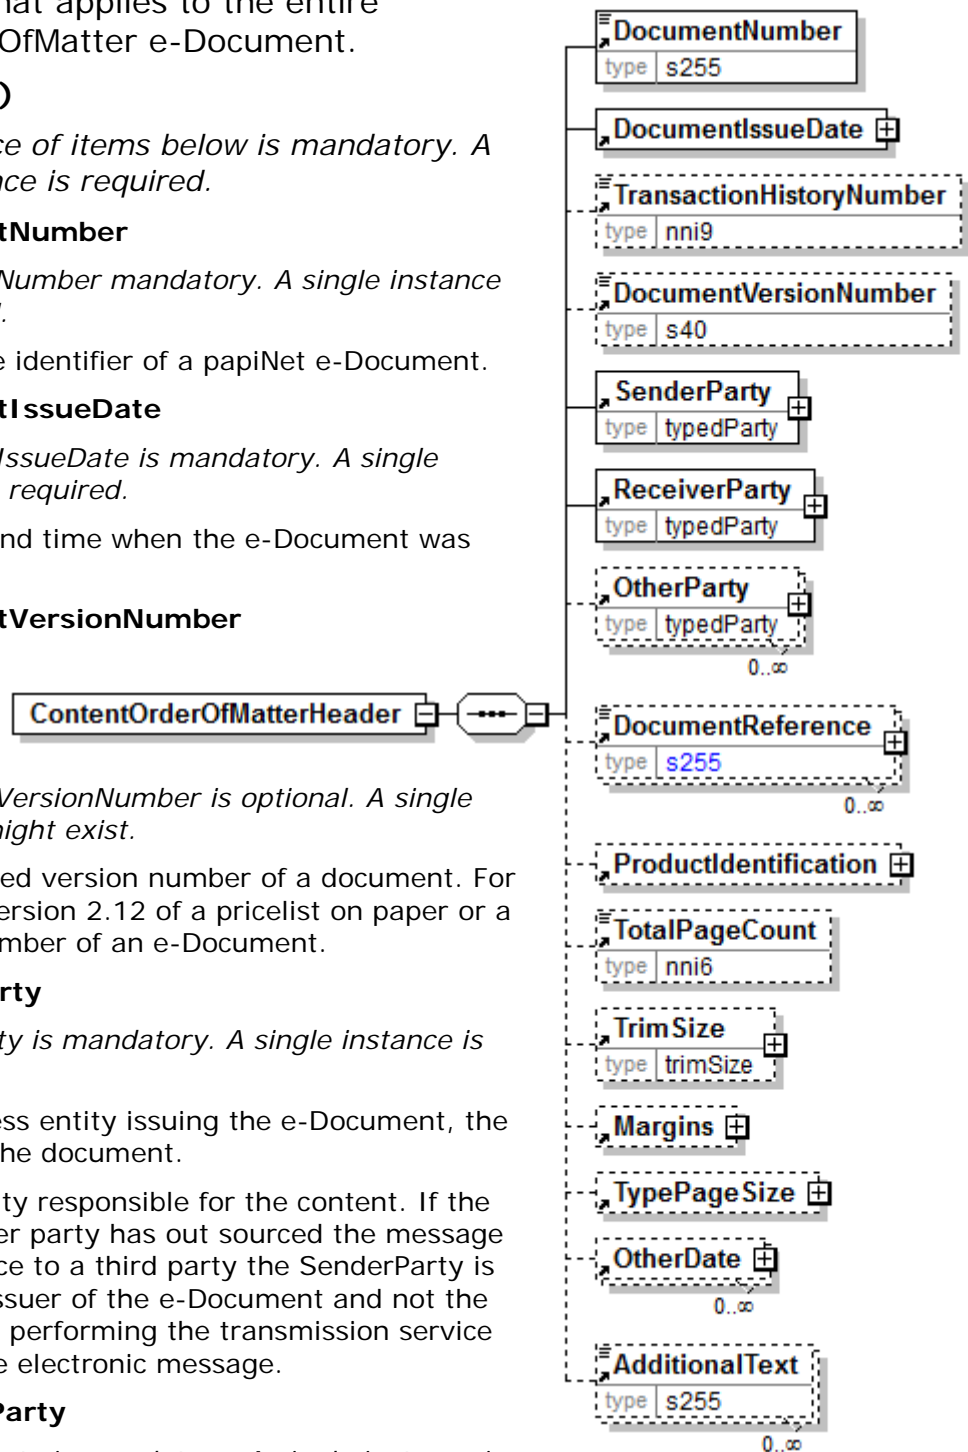 hat applies to the entire
OfMatter e-Document.
)
ce of items below is mandatory. A
nce is required.
tNumber
Number mandatory. A single instance
.
e identifier of a papiNet e-Document.
tIssueDate
IssueDate is mandatory. A single
required.
nd time when the e-Document was
tVersionNumber
VersionNumber is optional. A single
might exist.
ed version number of a document. For
ersion 2.12 of a pricelist on paper or a
mber of an e-Document.
rty
ty is mandatory. A single instance is
ess entity issuing the e-Document, the
he document.
ty responsible for the content. If the
er party has out sourced the message
ce to a third party the SenderParty is
ssuer of the e-Document and not the
performing the transmission service
e electronic message.
Party
ContentOrderOfMatterHeader
DocumentNumber
type s255
DocumentIssueDate
TransactionHistoryNumber
type nni9
DocumentVersionNumber
type s40
SenderParty
type typedParty
ReceiverParty
type typedParty
OtherParty
type typedParty
0..∞
DocumentReference
type s255
0..∞
ProductIdentification
TotalPageCount
type nni6
TrimSize
type trimSize
Margins
TypePageSize
OtherDate
0..∞
AdditionalText
type s255
0..∞